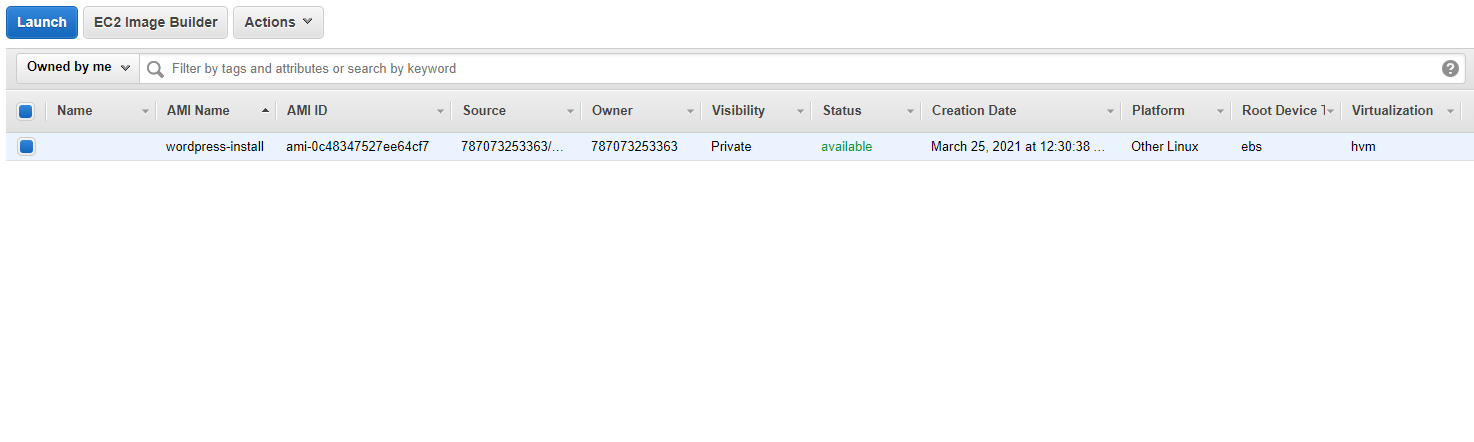 Launch EC2 Image Builder Actions
Owned by me Filter by tags and attributes or search by keyword ?
Name AMI Name AMI ID Source Owner Visibility Status Creation Date Platform Root Device T Virtualization
wordpress-install ami-0c48347527ee64cf7 787073253363/... 787073253363 Private available March 25, 2021 at 12:30:38 ... Other Linux ebs hvm